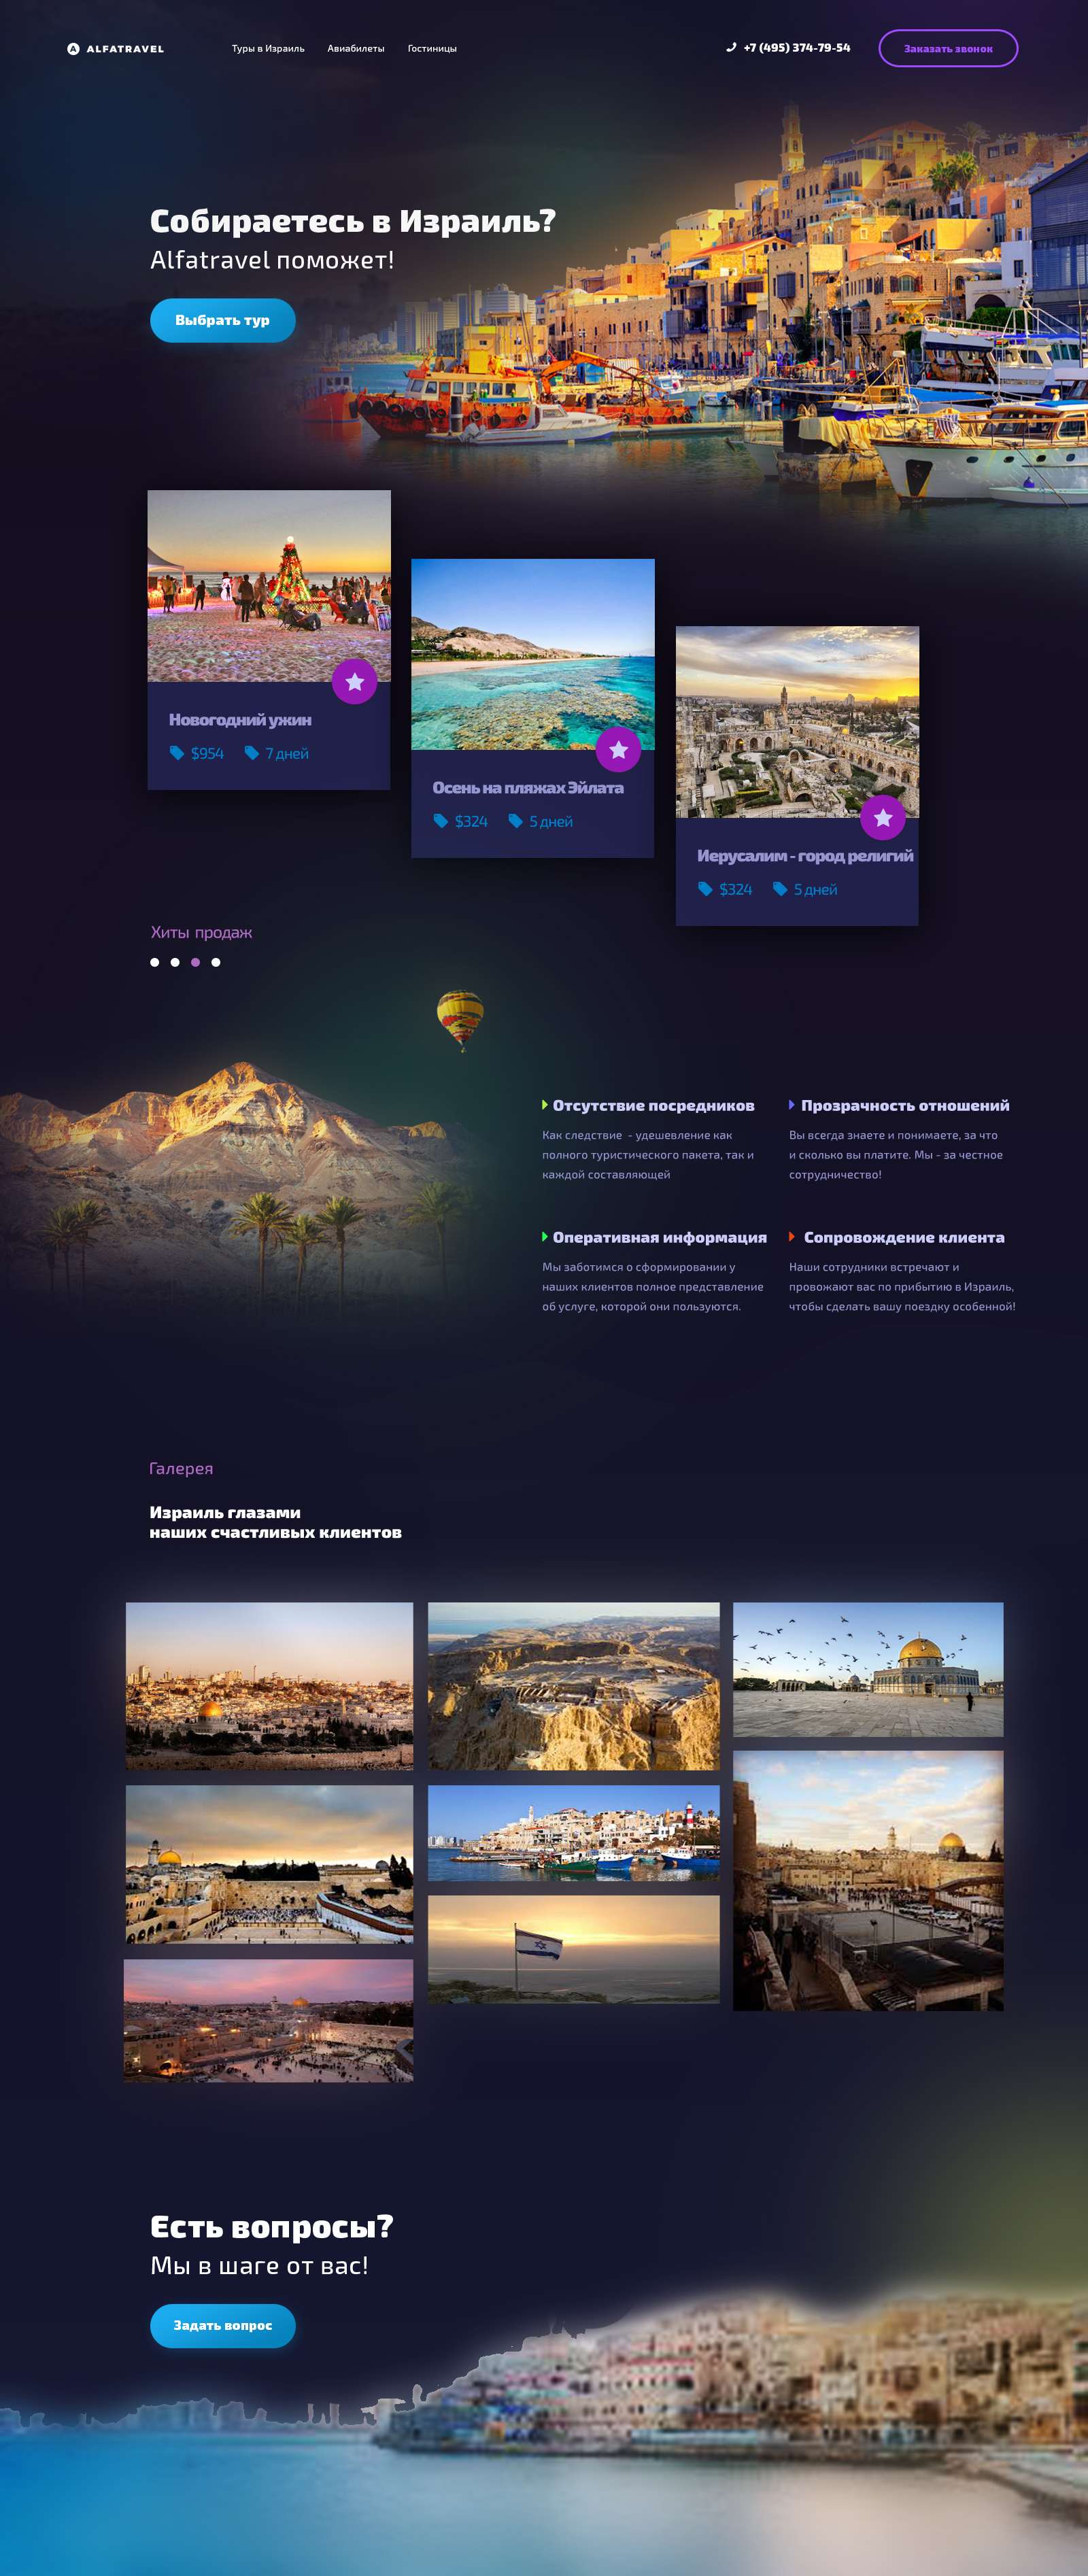 ALFATRAVEL
Туры в Израиль
Авиабилеты
Гостиницы
+7 (495) 374-79-54
Заказать звонок
Собираетесь в Израиль?
Alfatravel поможет!
Выбрать тур
Новогодний ужин
$954
7 дней
Осень на пляжах Эйлата
$324
5 дней
Иерусалим - город религий
$324
5 дней
Хиты продаж
Отсутствие посредников
Как следствие - удешевление как
полного туристического пакета, так и
каждой составляющей
Прозрачность отношений
Вы всегда знаете и понимаете, за что
и сколько вы платите. Мы - за честное
сотрудничество!
Оперативная информация
Мы заботимся о сформировании у
наших клиентов полное представление
об услуге, которой они пользуются.
Сопровождение клиента
Наши сотрудники встречают и
провожают вас по прибытию в Израиль,
чтобы сделать вашу поездку особенной!
Галерея
Израиль глазами
наших счастливых клиентов
Есть вопросы?
Мы в шаге от вас!
Задать вопрос